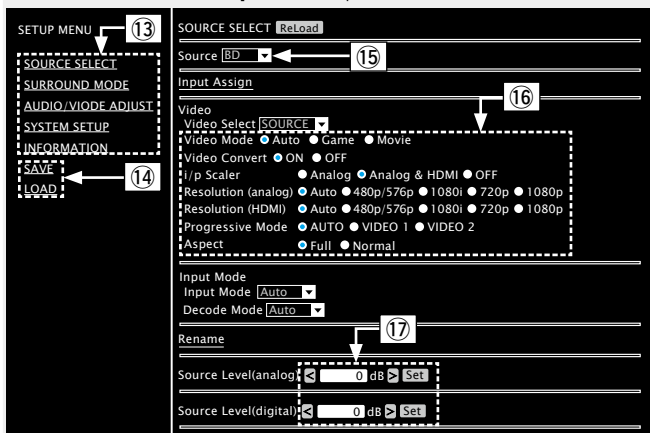 SETUP MENU ⑬
SOURCE SELECT
SURROUND MODE
AUDIO/VIODE ADJUST
SYSTEM SETUP
INFORMATION
SAVE
LOAD
⑭
SOURCE SELECT ReLoad
Source BD ▼ ⑮
Input Assign
⑯
Video
Video Select SOURCE ▼
Video Mode Auto Game Movie
Video Convert ON OFF
i/p Scaler Analog Analog & HDMI OFF
Resolution (analog) Auto 480p/576p 1080i 720p 1080p
Resolution (HDMI) Auto 480p/576p 1080i 720p 1080p
Progressive Mode AUTO VIDEO 1 VIDEO 2
Aspect Full Normal
Input Mode
Input Mode Auto ▼
Decode Mode Auto ▼
⑰
Rename
Source Level(analog) < 0 dB > Set
Source Level(digital) < 0 dB > Set